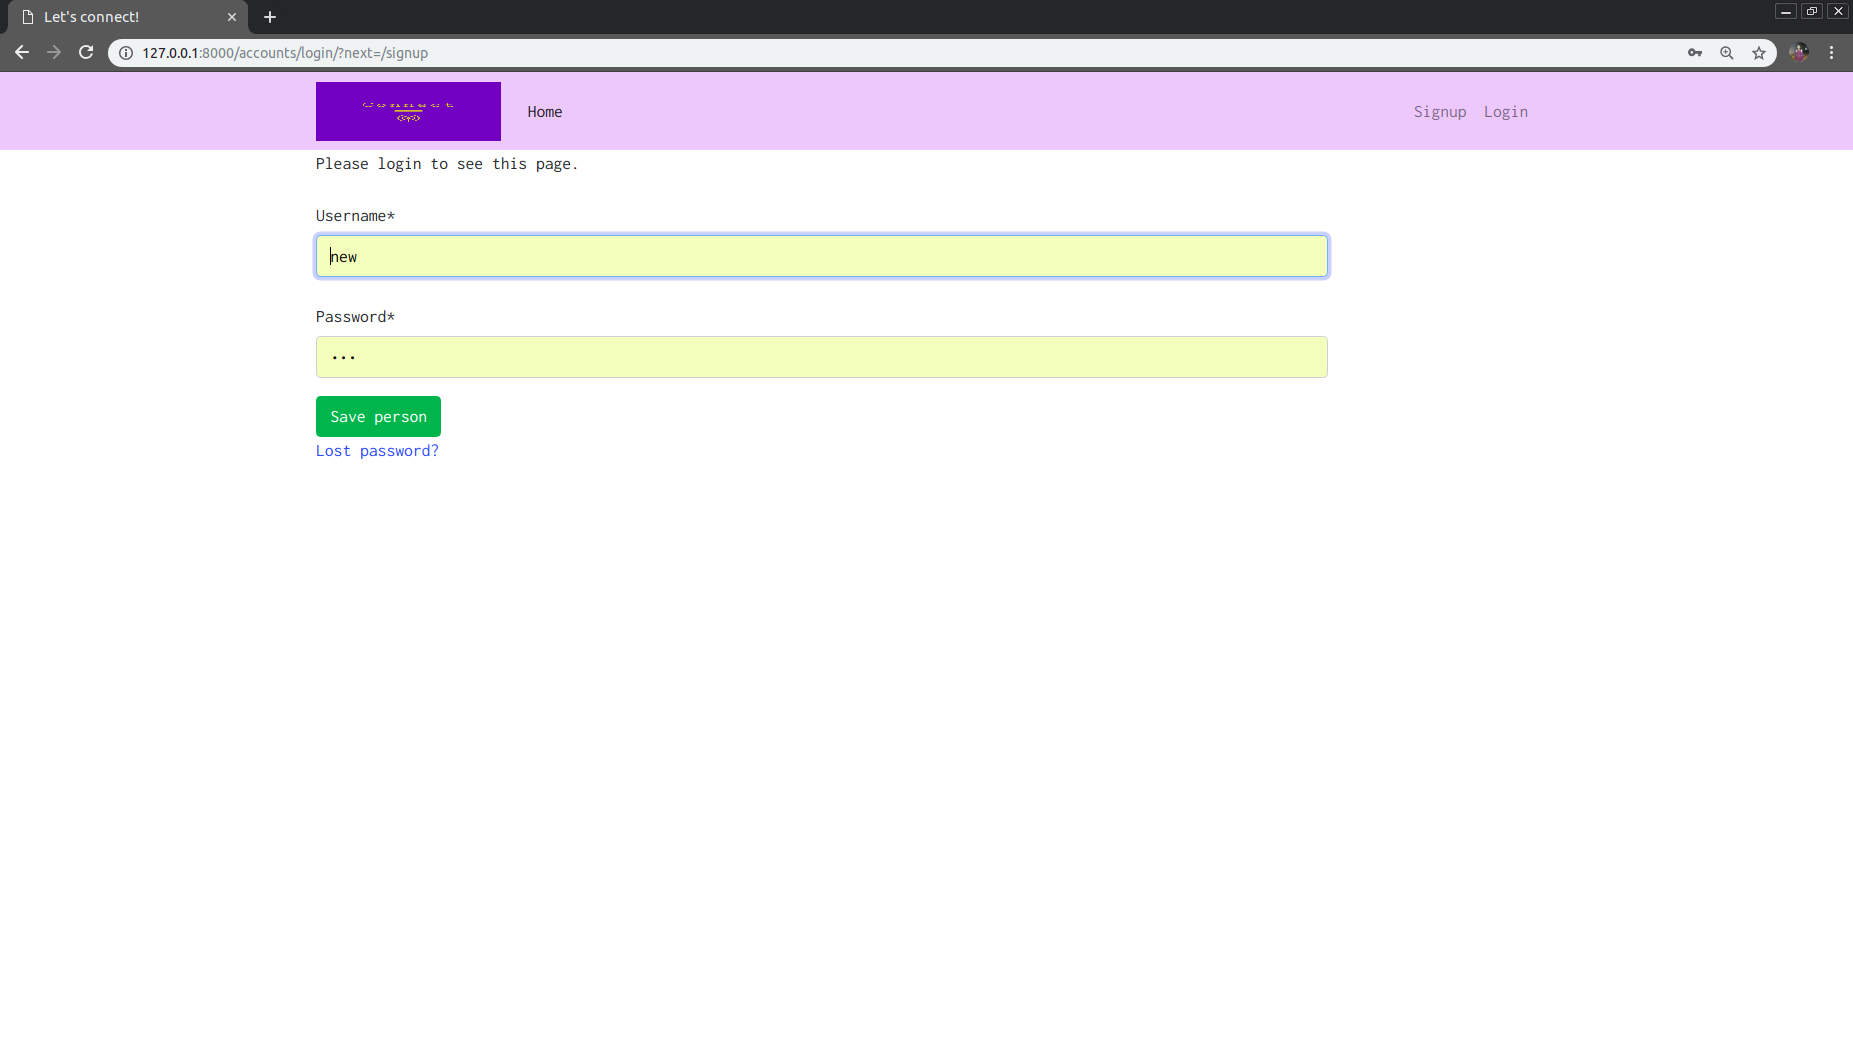 Let's connect!
127.0.0.1:8000/accounts/login/?next=/signup
Connect
Home
Signup
Login
Please login to see this page.
Username*
new
Password*
Save person
Lost password?